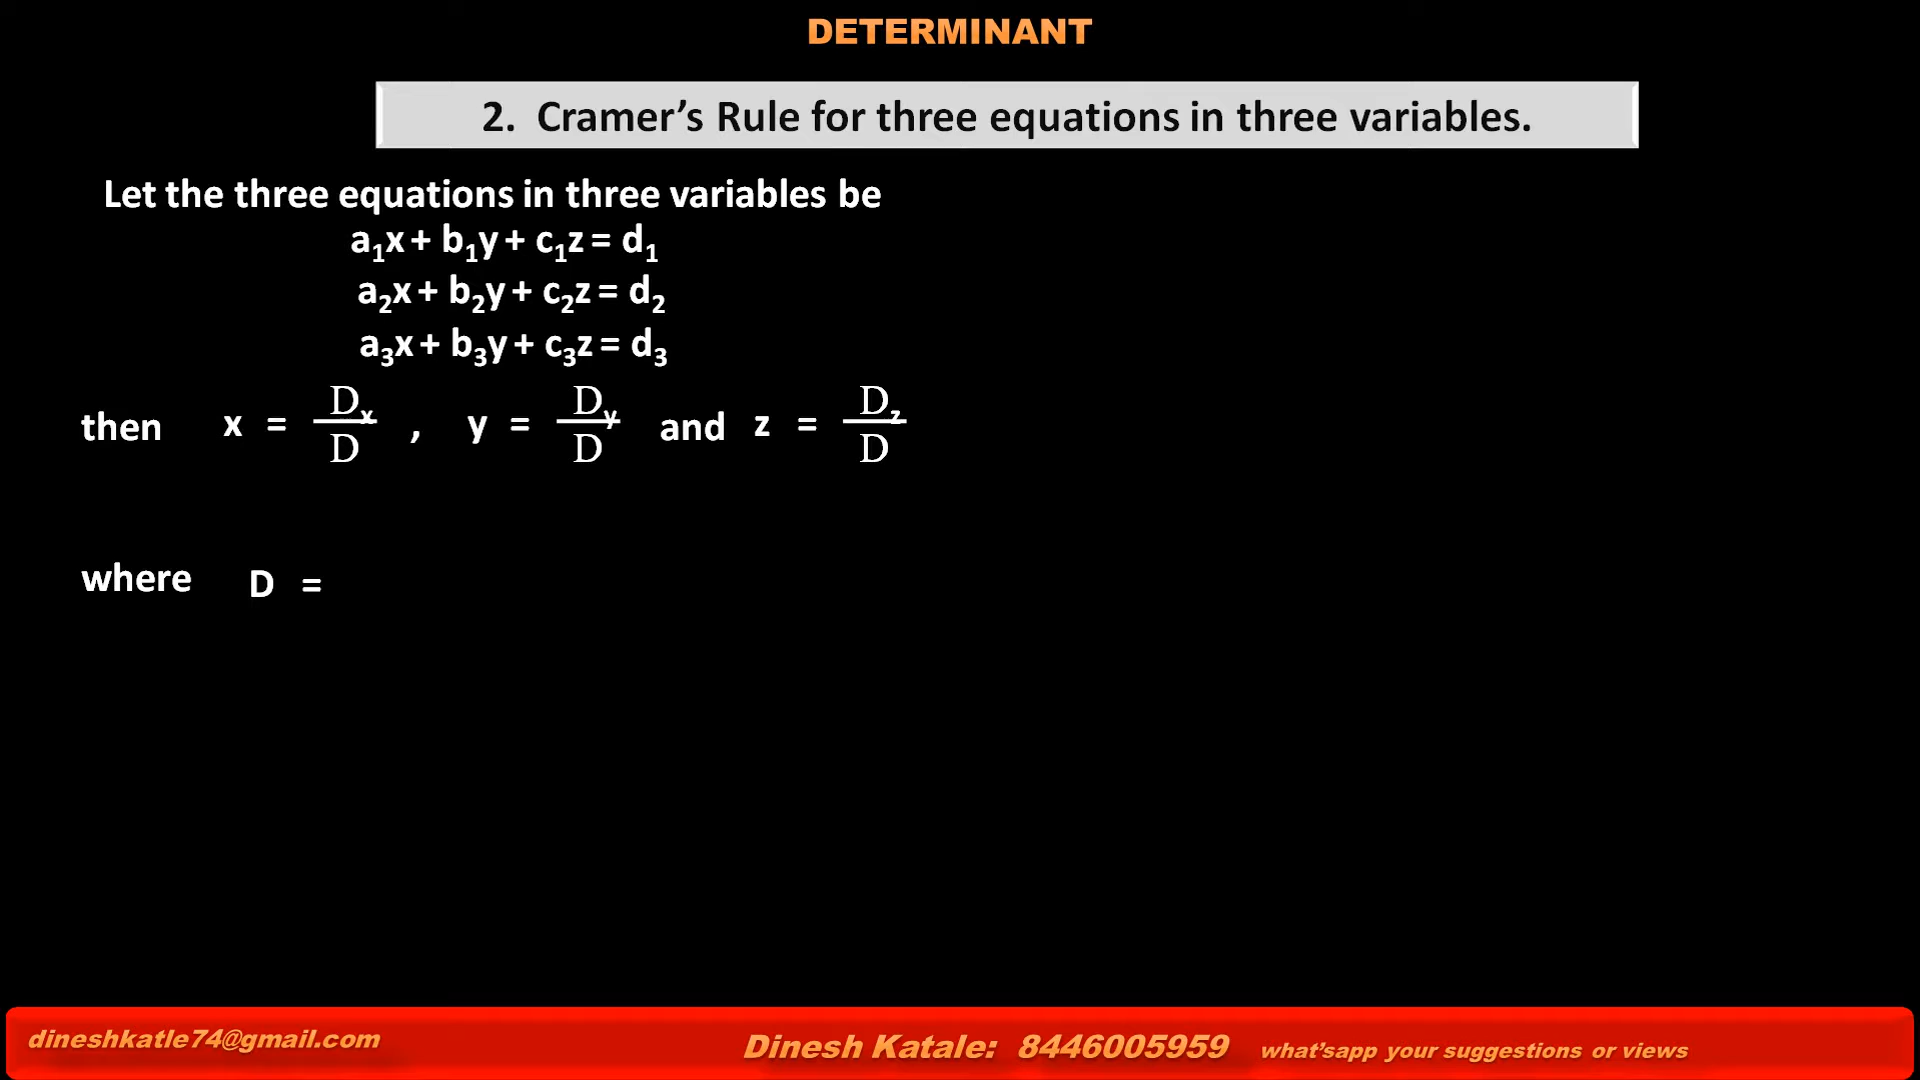 DETERMINANT
2. Cramer’s Rule for three equations in three variables.
Let the three equations in three variables be
a₁x + b₁y + c₁z = d₁
a₂x + b₂y + c₂z = d₂
a₃x + b₃y + c₃z = d₃
then x = Dₓ/D , y = D_y/D and z = D_z/D
where D =
dineshkatle74@gmail.com Dinesh Katale: 8446005959 what’sapp your suggestions or views